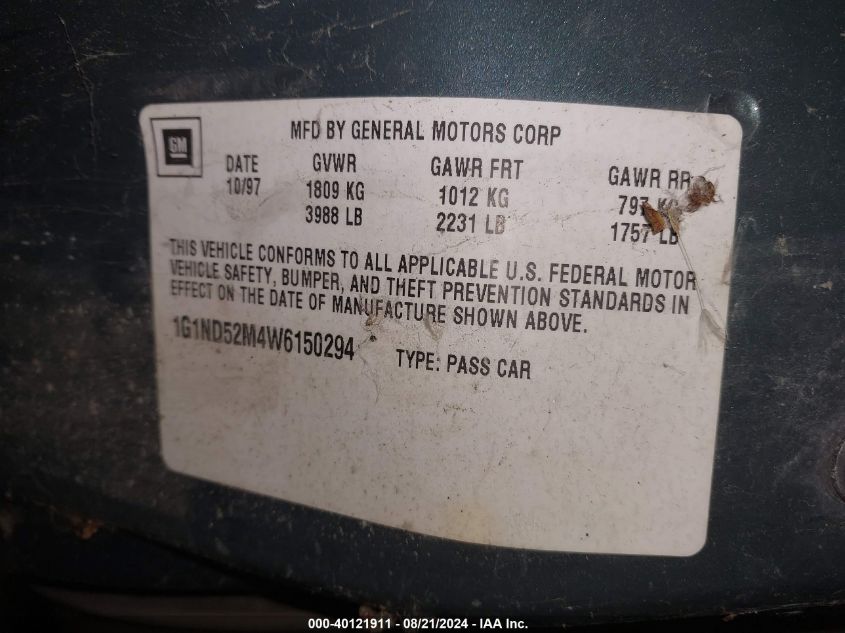 GM
MFD BY GENERAL MOTORS CORP
DATE GVWR GAWR FRT GAWR RR
10/97 1809 KG 1012 KG 797 KG
3988 LB 2231 LB 1757 LB
THIS VEHICLE CONFORMS TO ALL APPLICABLE U.S. FEDERAL MOTOR
VEHICLE SAFETY, BUMPER, AND THEFT PREVENTION STANDARDS IN
EFFECT ON THE DATE OF MANUFACTURE SHOWN ABOVE.
1G1ND52M4W6150294 TYPE: PASS CAR
000-40121911 - 08/21/2024 - IAA Inc.